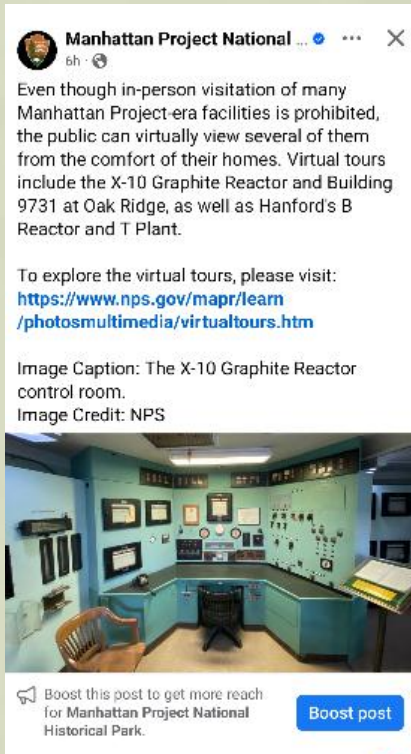 Manhattan Project National ...
6h
Even though in-person visitation of many
Manhattan Project-era facilities is prohibited,
the public can virtually view several of them
from the comfort of their homes. Virtual tours
include the X-10 Graphite Reactor and Building
9731 at Oak Ridge, as well as Hanford's B
Reactor and T Plant.
To explore the virtual tours, please visit:
https://www.nps.gov/mapr/learn
/photosmultimedia/virtualtours.htm
Image Caption: The X-10 Graphite Reactor
control room.
Image Credit: NPS
Boost this post to get more reach
for Manhattan Project National
Historical Park.
Boost post